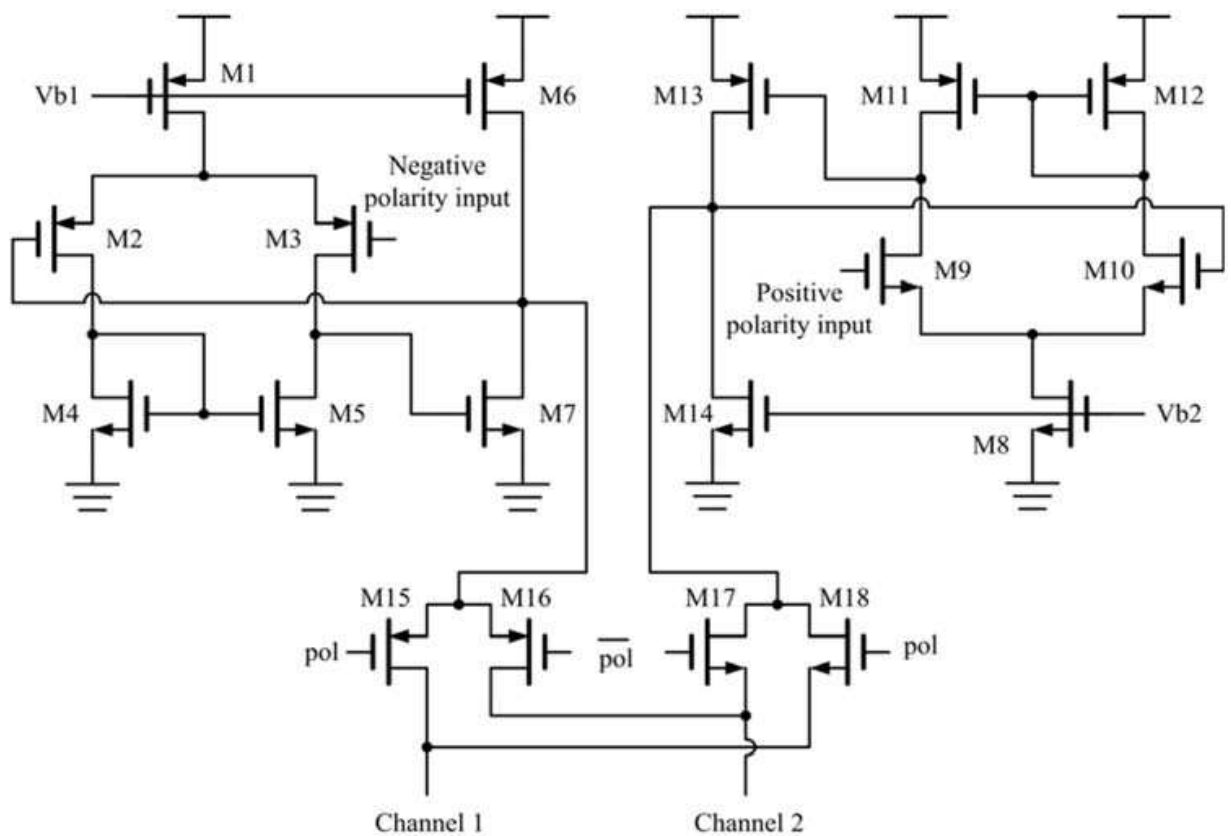 M1
Vb1
M6
M13
M11
M12
Negative
polarity input
M2
M3
M9
M10
Positive
polarity input
M4
M5
M7
M14
M8
Vb2
M15
M16
M17
M18
pol
pol
pol
Channel 1
Channel 2